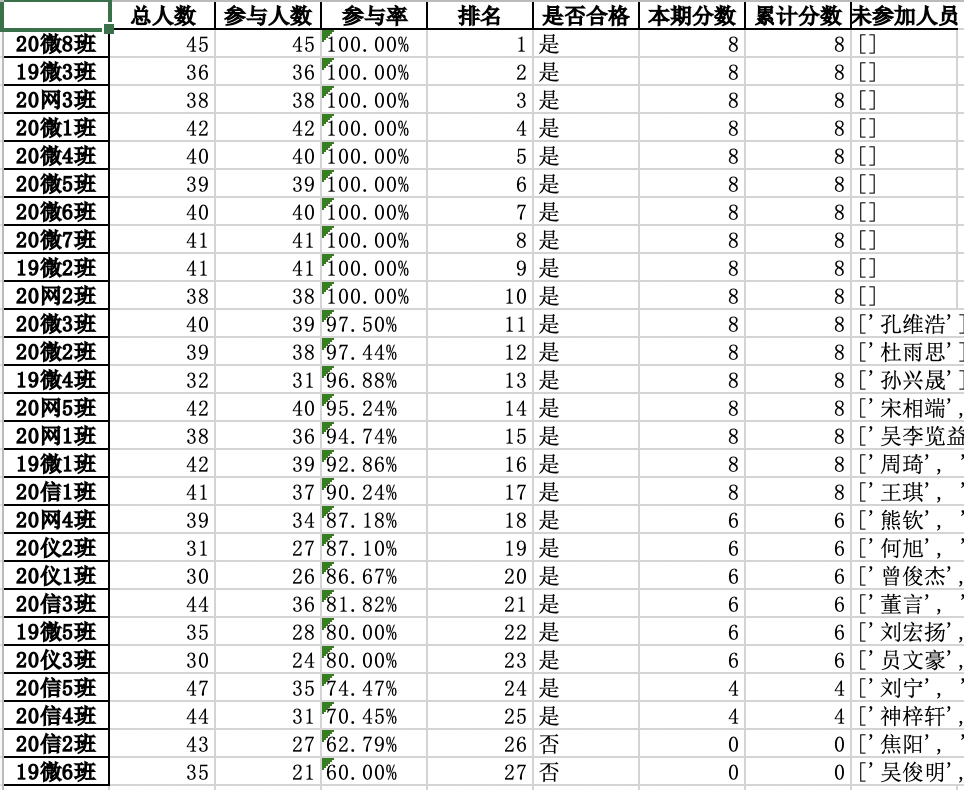 总人数 参与人数 参与率 排名 是否合格 本期分数 累计分数 未参加人员
20微8班 45 45 100.00% 1 是 8 8 []
19微3班 36 36 100.00% 2 是 8 8 []
20网3班 38 38 100.00% 3 是 8 8 []
20微1班 42 42 100.00% 4 是 8 8 []
20微4班 40 40 100.00% 5 是 8 8 []
20微5班 39 39 100.00% 6 是 8 8 []
20微6班 40 40 100.00% 7 是 8 8 []
20微7班 41 41 100.00% 8 是 8 8 []
19微2班 41 41 100.00% 9 是 8 8 []
20网2班 38 38 100.00% 10 是 8 8 []
20微3班 40 39 97.50% 11 是 8 8 ['孔维浩']
20微2班 39 38 97.44% 12 是 8 8 ['杜雨思']
19微4班 32 31 96.88% 13 是 8 8 ['孙兴晟']
20网5班 42 40 95.24% 14 是 8 8 ['宋相端',
20网1班 38 36 94.74% 15 是 8 8 ['吴李览益
19微1班 42 39 92.86% 16 是 8 8 ['周琦', '
20信1班 41 37 90.24% 17 是 8 8 ['王琪', '
20网4班 39 34 87.18% 18 是 6 6 ['熊钦', '
20仪2班 31 27 87.10% 19 是 6 6 ['何旭', '
20仪1班 30 26 86.67% 20 是 6 6 ['曾俊杰',
20信3班 44 36 81.82% 21 是 6 6 ['董言', '
19微5班 35 28 80.00% 22 是 6 6 ['刘宏扬',
20仪3班 30 24 80.00% 23 是 6 6 ['员文豪',
20信5班 47 35 74.47% 24 是 4 4 ['刘宁', '
20信4班 44 31 70.45% 25 是 4 4 ['神梓轩',
20信2班 43 27 62.79% 26 否 0 0 ['焦阳', '
19微6班 35 21 60.00% 27 否 0 0 ['吴俊明',